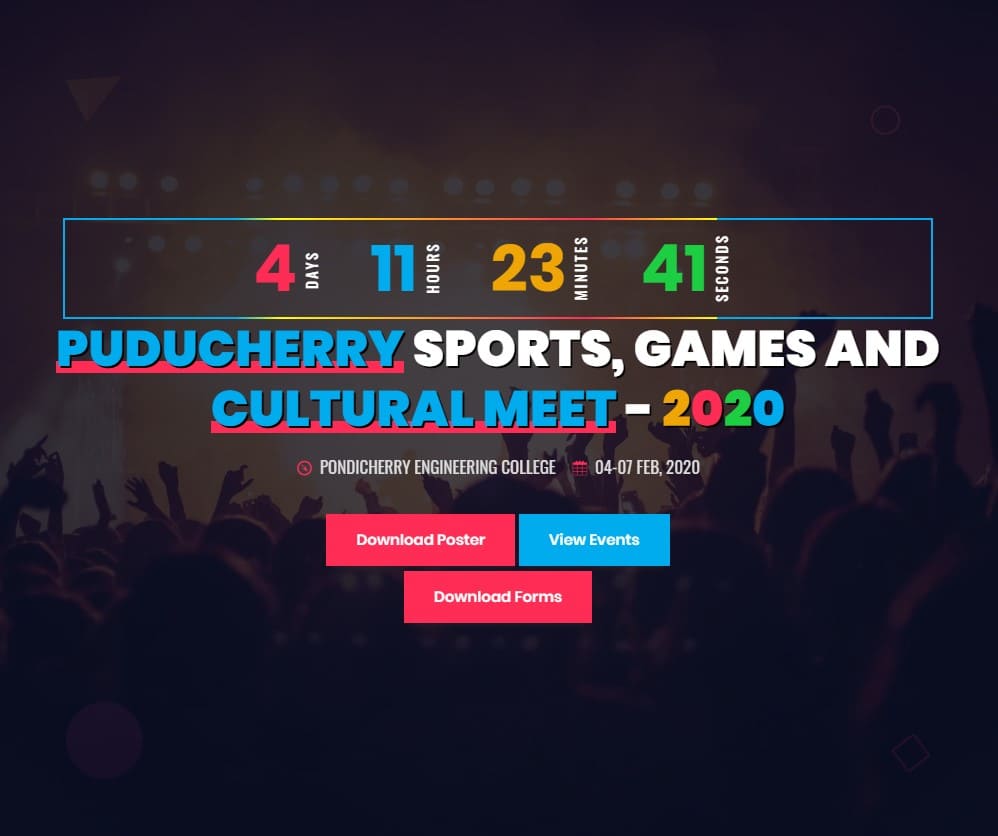 4 DAYS 11 HOURS 23 MINUTES 41 SECONDS
PUDUCHERRY SPORTS, GAMES AND
CULTURAL MEET - 2020
PONDICHERRY ENGINEERING COLLEGE 04-07 FEB, 2020
Download Poster View Events
Download Forms